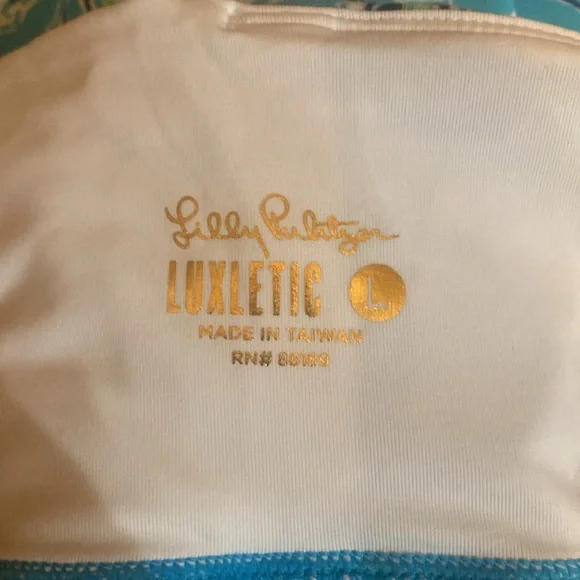 Lilly Pulitzer
LUXLETIC L
MADE IN TAIWAN
RN#